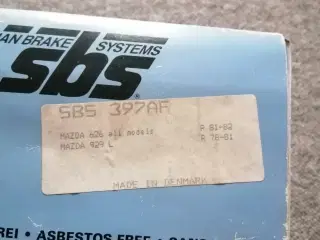 AN BRAKE SYSTEMS
sbs
SBS 397AF
MAZDA 626 all models R 81-82
MAZDA 929 L R 76-81
MADE IN DENMARK
REI • ASBESTOS FREE •